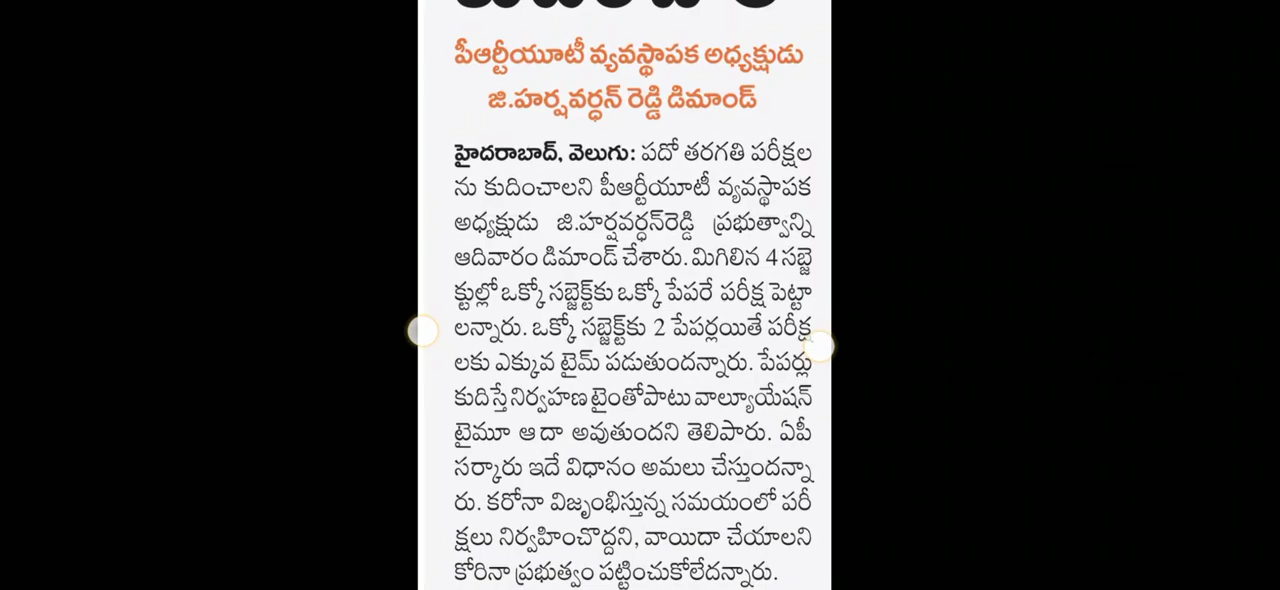 పీఆర్టీయూటీ వ్యవస్థాపక అధ్యక్షుడు
జి.హర్షవర్ధన్ రెడ్డి డిమాండ్
హైదరాబాద్, వెలుగు: పదో తరగతి పరీక్షల
ను కుదించాలని పీఆర్టీయూటీ వ్యవస్థాపక
అధ్యక్షుడు జి.హర్షవర్ధన్‌రెడ్డి ప్రభుత్వాన్ని
ఆదివారం డిమాండ్ చేశారు. మిగిలిన 4 సబ్జె
క్టుల్లో ఒక్కో సబ్జెక్ట్‌కు ఒక్కో పేపరే పరీక్ష పెట్టా
లన్నారు. ఒక్కో సబ్జెక్ట్‌కు 2 పేపర్లయితే పరీక్ష
లకు ఎక్కువ టైమ్ పడుతుందన్నారు. పేపర్లు
కుదిస్తే నిర్వహణ టైంతోపాటు వాల్యూయేషన్
టైమూ ఆ దా అవుతుందని తెలిపారు. ఏపీ
సర్కారు ఇదే విధానం అమలు చేస్తుందన్నా
రు. కరోనా విజృంభిస్తున్న సమయంలో పరీ
క్షలు నిర్వహించొద్దని, వాయిదా చేయాలని
కోరినా ప్రభుత్వం పట్టించుకోలేదన్నారు.